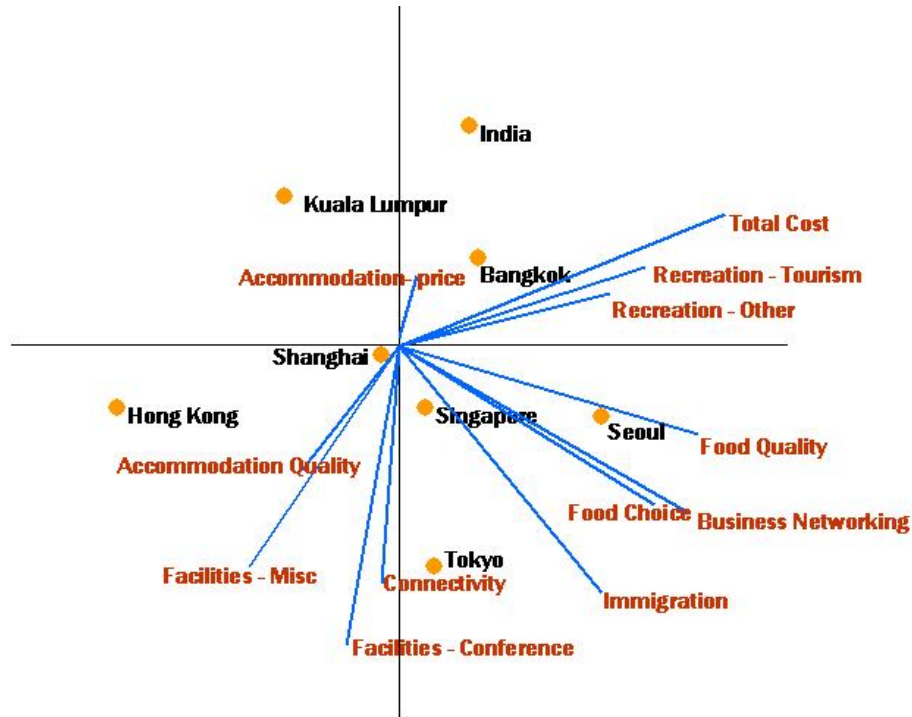 India
Kuala Lumpur
Total Cost
Bangkok
Recreation - Tourism
Accommodation- price
Recreation - Other
Shanghai
Hong Kong
Singapore
Seoul
Food Quality
Accommodation Quality
Food Choice
Business Networking
Tokyo
Facilities - Misc
Connectivity
Immigration
Facilities - Conference